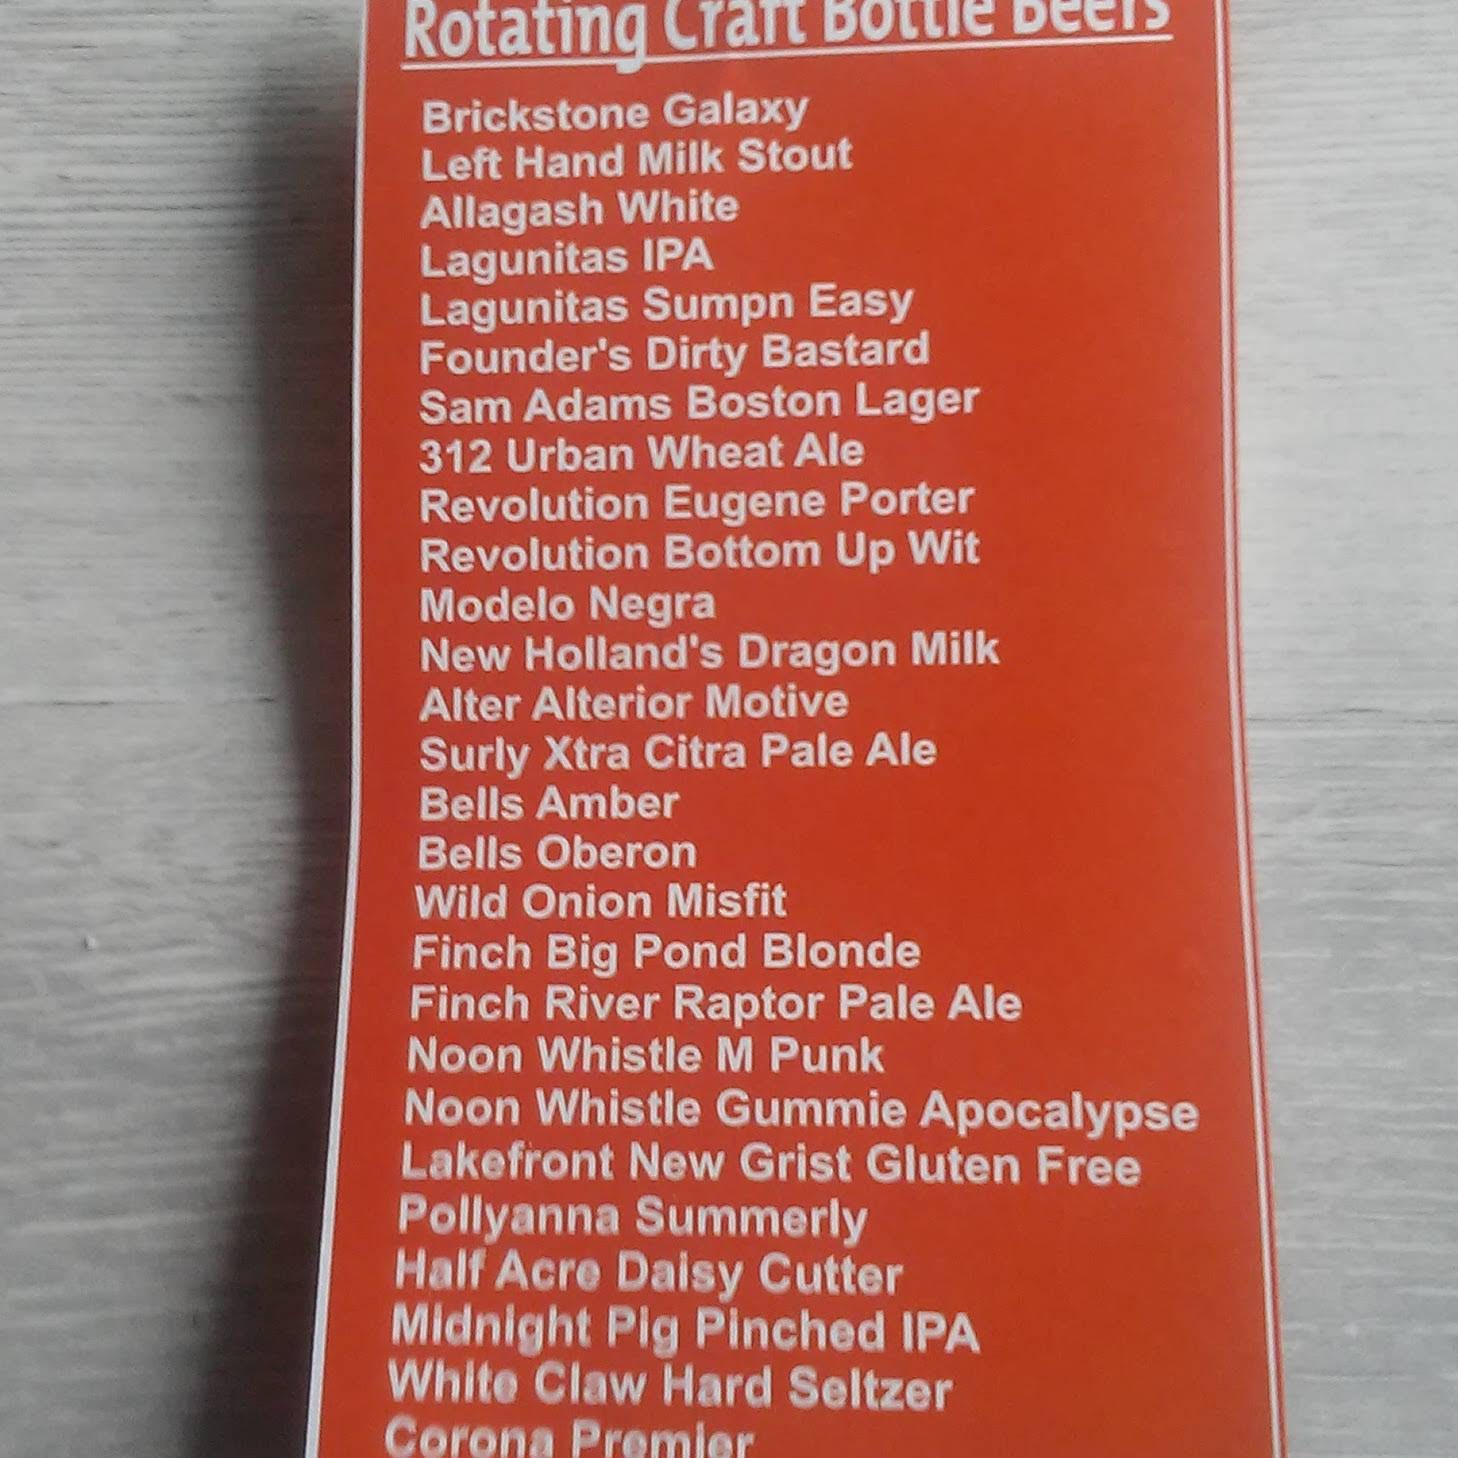 Rotating Craft Bottle Beers
Brickstone Galaxy
Left Hand Milk Stout
Allagash White
Lagunitas IPA
Lagunitas Sumpn Easy
Founder's Dirty Bastard
Sam Adams Boston Lager
312 Urban Wheat Ale
Revolution Eugene Porter
Revolution Bottom Up Wit
Modelo Negra
New Holland's Dragon Milk
Alter Alterior Motive
Surly Xtra Citra Pale Ale
Bells Amber
Bells Oberon
Wild Onion Misfit
Finch Big Pond Blonde
Finch River Raptor Pale Ale
Noon Whistle M Punk
Noon Whistle Gummie Apocalypse
Lakefront New Grist Gluten Free
Pollyanna Summerly
Half Acre Daisy Cutter
Midnight Pig Pinched IPA
White Claw Hard Seltzer
Corona Premier